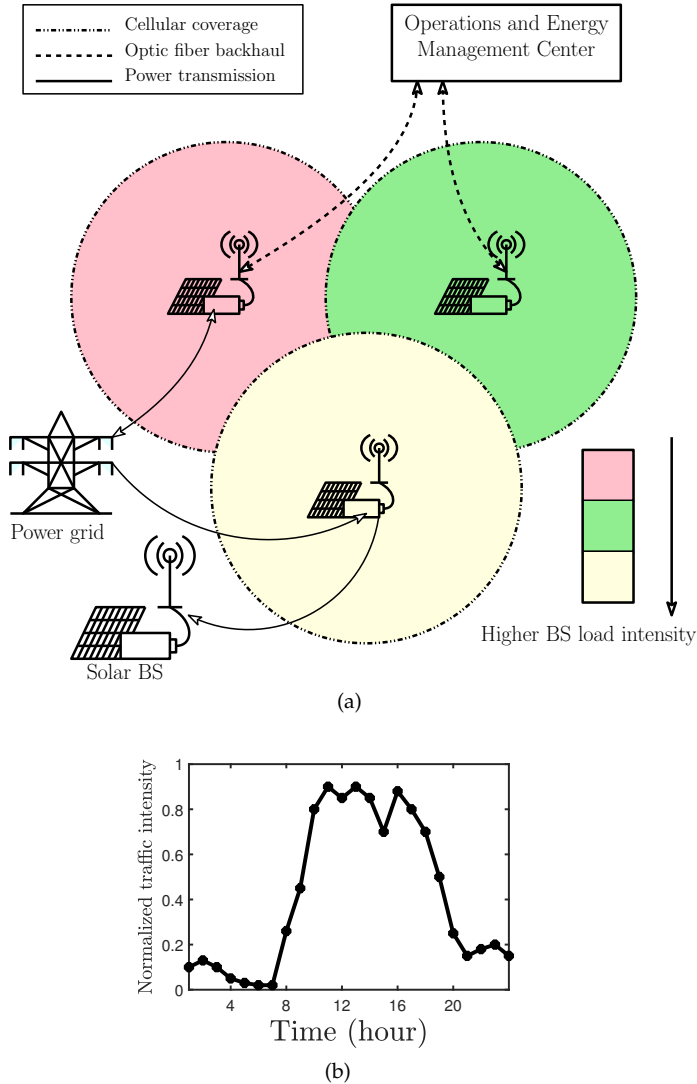 Cellular coverage
Optic fiber backhaul
Power transmission
Operations and Energy
Management Center
Power grid
Solar BS
Higher BS load intensity
(a)
Normalized traffic intensity
1
0.8
0.6
0.4
0.2
0
4 8 12 16 20
Time (hour)
(b)